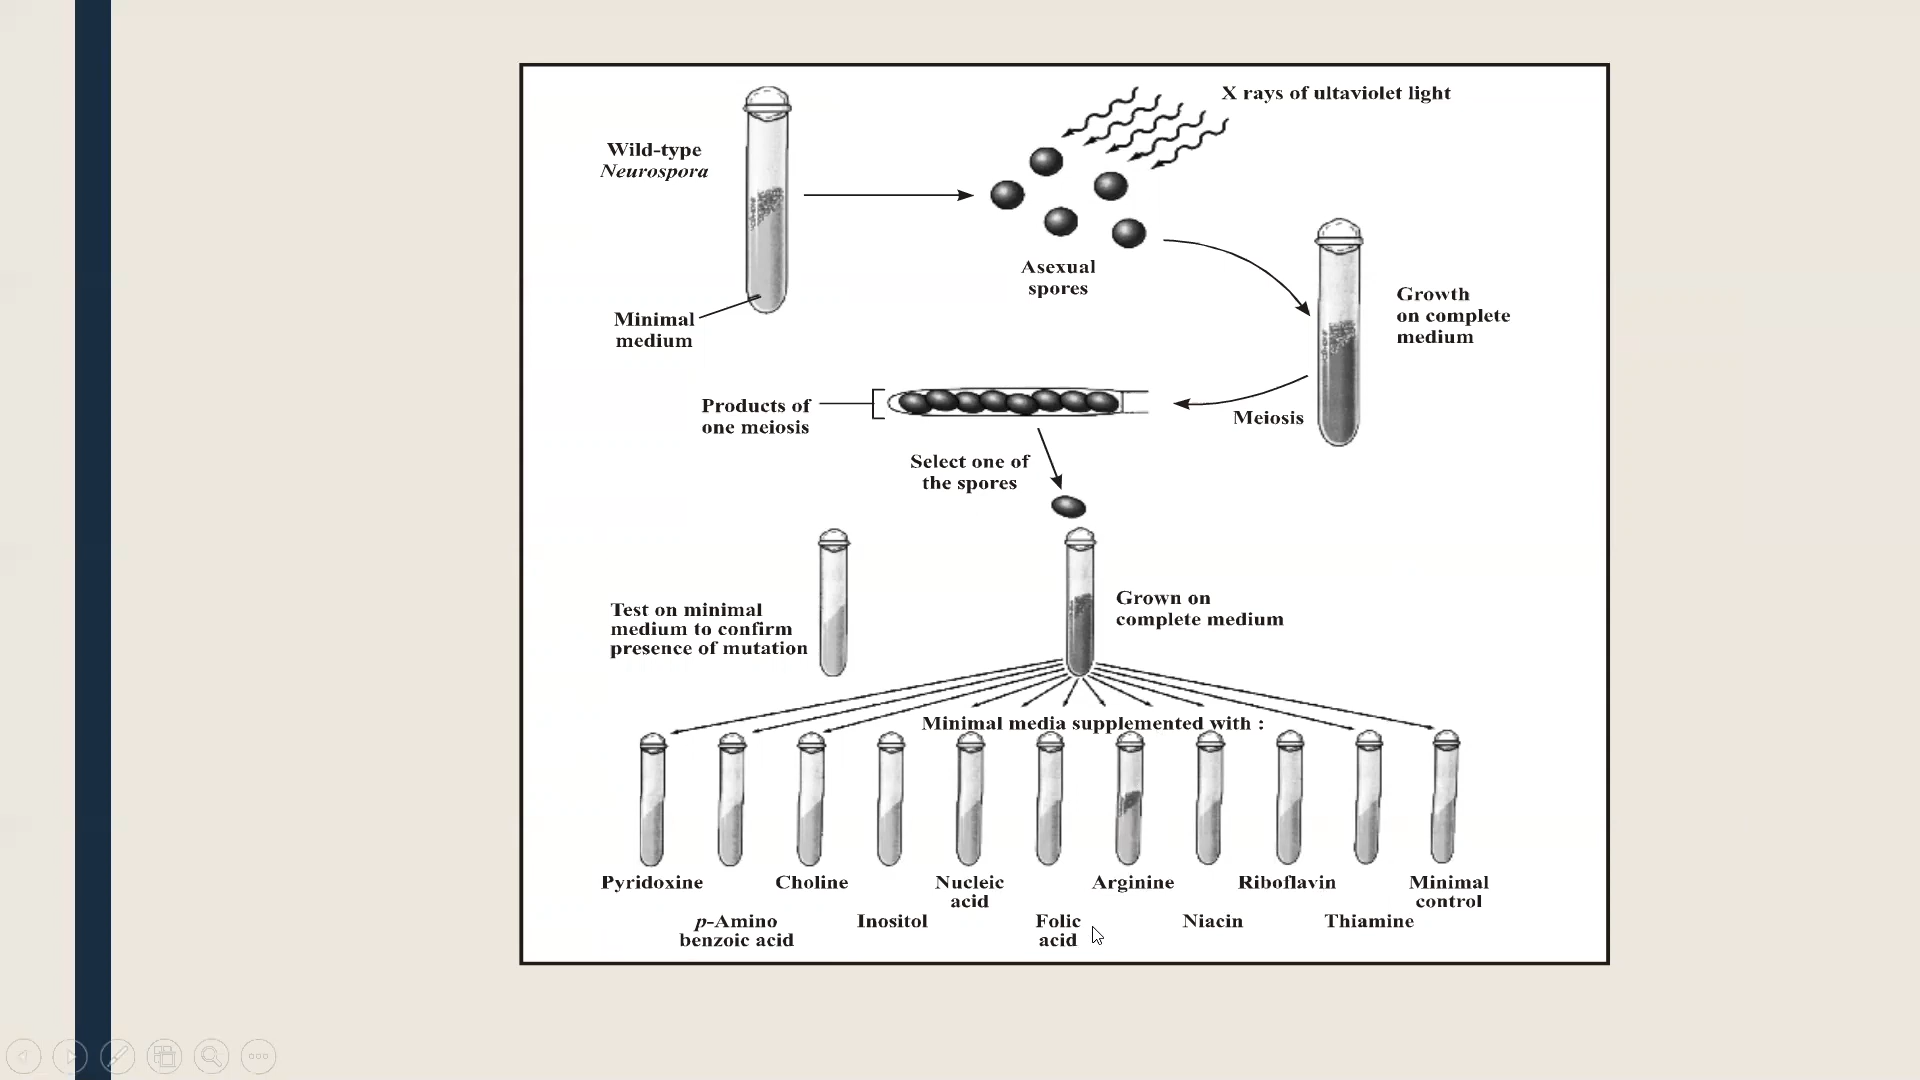 X rays of ultaviolet light
Wild-type
Neurospora
Asexual
spores
Minimal
medium
Growth
on complete
medium
Products of
one meiosis
Meiosis
Select one of
the spores
Test on minimal
medium to confirm
presence of mutation
Grown on
complete medium
Minimal media supplemented with :
Pyridoxine
p-Amino
benzoic acid
Choline
Inositol
Nucleic
acid
Folic
acid
Arginine
Niacin
Riboflavin
Thiamine
Minimal
control